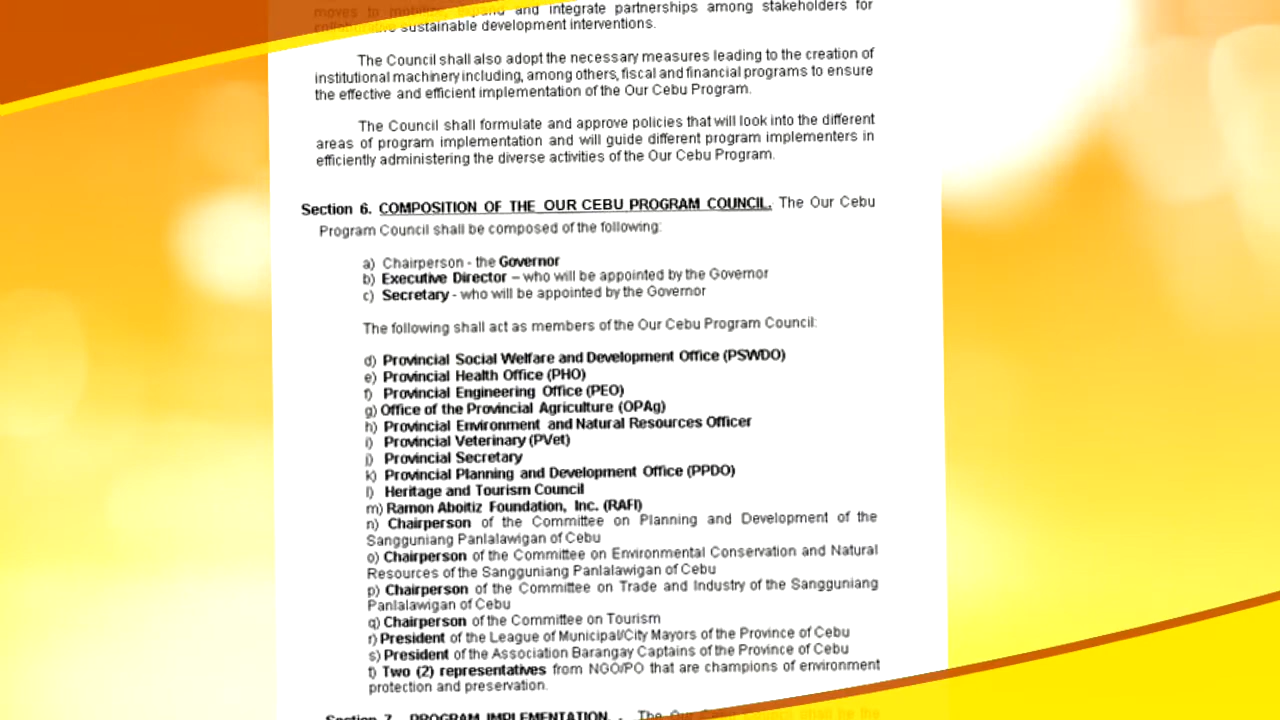 moves to mobilize, expand and integrate partnerships among stakeholders for
collaborative sustainable development interventions.
The Council shall also adopt the necessary measures leading to the creation of
institutional machinery including, among others, fiscal and financial programs to ensure
the effective and efficient implementation of the Our Cebu Program.
The Council shall formulate and approve policies that will look into the different
areas of program implementation and will guide different program implementers in
efficiently administering the diverse activities of the Our Cebu Program.
Section 6. COMPOSITION OF THE OUR CEBU PROGRAM COUNCIL. The Our Cebu
Program Council shall be composed of the following:
a) Chairperson - the Governor
b) Executive Director – who will be appointed by the Governor
c) Secretary - who will be appointed by the Governor
The following shall act as members of the Our Cebu Program Council:
d) Provincial Social Welfare and Development Office (PSWDO)
e) Provincial Health Office (PHO)
f) Provincial Engineering Office (PEO)
g) Office of the Provincial Agriculture (OPAg)
h) Provincial Environment and Natural Resources Officer
i) Provincial Veterinary (PVet)
j) Provincial Secretary
k) Provincial Planning and Development Office (PPDO)
l) Heritage and Tourism Council
m) Ramon Aboitiz Foundation, Inc. (RAFI)
n) Chairperson of the Committee on Planning and Development of the
Sangguniang Panlalawigan of Cebu
o) Chairperson of the Committee on Environmental Conservation and Natural
Resources of the Sangguniang Panlalawigan of Cebu
p) Chairperson of the Committee on Trade and Industry of the Sangguniang
Panlalawigan of Cebu
q) Chairperson of the Committee on Tourism
r) President of the League of Municipal/City Mayors of the Province of Cebu
s) President of the Association Barangay Captains of the Province of Cebu
t) Two (2) representatives from NGO/PO that are champions of environment
protection and preservation.
Section 7. PROGRAM IMPLEMENTATION. . The Our Cebu Council shall be the